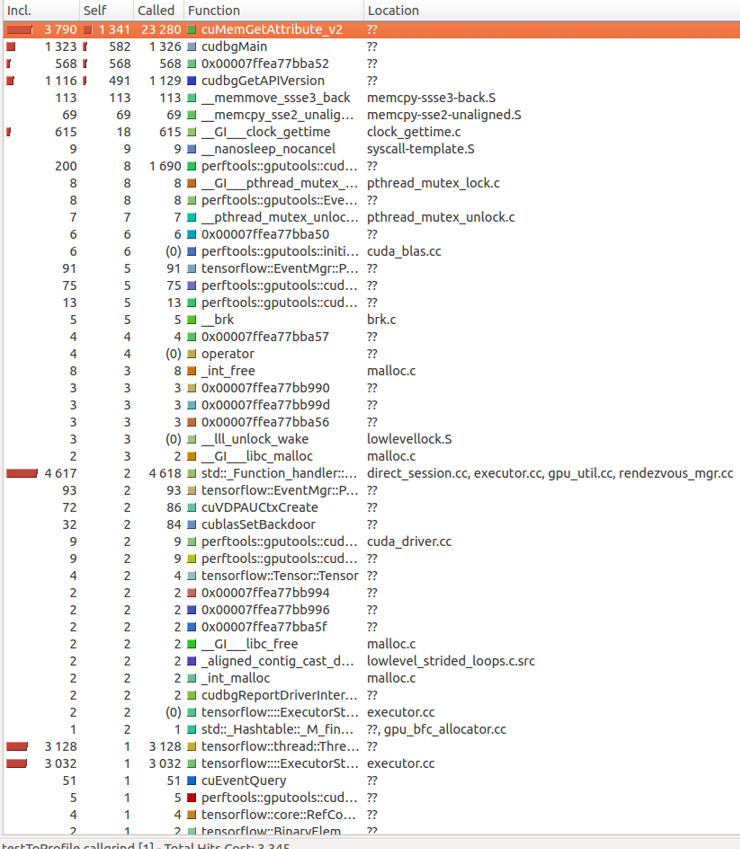 Incl. Self Called Function Location
3 790 1 341 23 280 cuMemGetAttribute_v2 ??
1 323 582 1 326 cudbgMain ??
568 568 568 0x00007ffea77bba52 ??
1 116 491 1 129 cudbgGetAPIVersion ??
113 113 113 __memmove_ssse3_back memcpy-ssse3-back.S
69 69 69 __memcpy_sse2_unalig... memcpy-sse2-unaligned.S
615 18 615 __GI___clock_gettime clock_gettime.c
9 9 9 __nanosleep_nocancel syscall-template.S
200 8 1 690 perftools::gputools::cud... ??
8 8 8 __GI___pthread_mutex_... pthread_mutex_lock.c
8 8 8 perftools::gputools::Eve... ??
7 7 7 __pthread_mutex_unloc... pthread_mutex_unlock.c
6 6 6 0x00007ffea77bba50 ??
6 6 (0) perftools::gputools::initi... cuda_blas.cc
91 5 91 tensorflow::EventMgr::P... ??
75 5 75 perftools::gputools::cud... ??
13 5 13 perftools::gputools::cud... ??
5 5 5 __brk brk.c
4 4 4 0x00007ffea77bba57 ??
4 4 (0) operator ??
8 3 8 _int_free malloc.c
3 3 3 0x00007ffea77bb990 ??
3 3 3 0x00007ffea77bb99d ??
3 3 3 0x00007ffea77bba56 ??
3 3 (0) __lll_unlock_wake lowlevellock.S
2 3 2 __GI___libc_malloc malloc.c
4 617 2 4 618 std::_Function_handler::... direct_session.cc, executor.cc, gpu_util.cc, rendezvous_mgr.cc
93 2 93 tensorflow::EventMgr::P... ??
72 2 86 cuVDPAUCtxCreate ??
32 2 84 cublasSetBackdoor ??
9 2 9 perftools::gputools::cud... cuda_driver.cc
9 2 9 perftools::gputools::cud... ??
4 2 4 tensorflow::Tensor::Tensor ??
2 2 2 0x00007ffea77bb994 ??
2 2 2 0x00007ffea77bb996 ??
2 2 2 0x00007ffea77bba5f ??
2 2 2 __GI___libc_free malloc.c
2 2 2 _aligned_contig_cast_d... lowlevel_strided_loops.c.src
2 2 2 _int_malloc malloc.c
2 2 2 cudbgReportDriverInter... ??
2 2 (0) tensorflow::::ExecutorSt... executor.cc
1 2 1 std::_Hashtable::_M_fin... ??, gpu_bfc_allocator.cc
3 128 1 3 128 tensorflow::thread::Thre... ??
3 032 1 3 032 tensorflow::::ExecutorSt... executor.cc
51 1 51 cuEventQuery ??
5 1 5 perftools::gputools::cud... ??
4 1 4 tensorflow::core::RefCo... ??
2 1 2 tensorflow::BinaryElem... ??
testToProfile.callgrind [1] - Total Hits Cost: 3 345